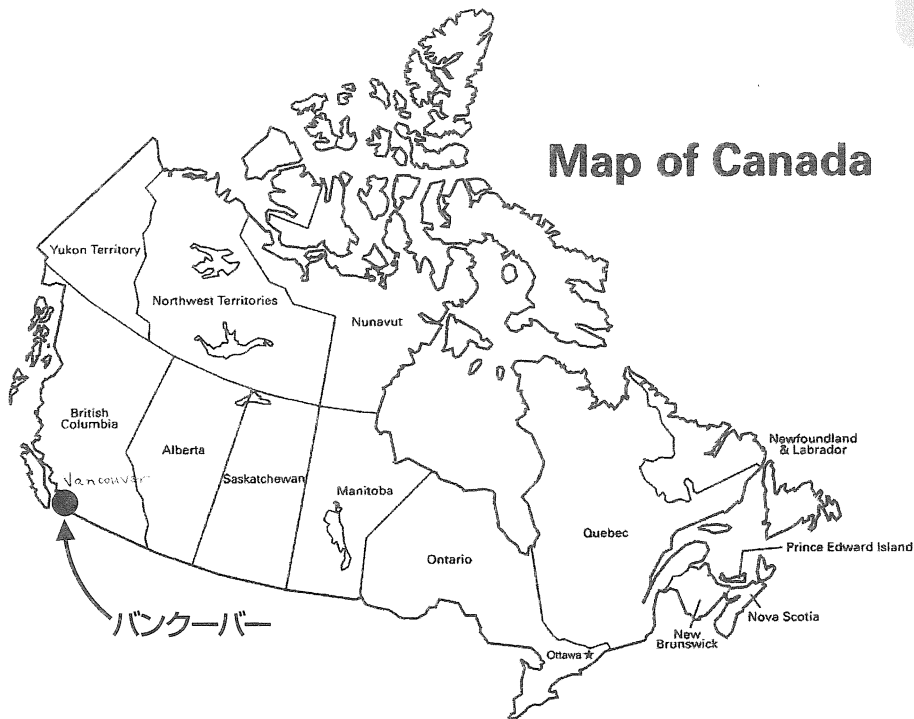 Map of Canada
Yukon Territory
Northwest Territories
Nunavut
British
Columbia
Alberta
Saskatchewan
Manitoba
Newfoundland
& Labrador
Vancouver
Quebec
Ontario
Prince Edward Island
Nova Scotia
New
Brunswick
Ottawa
バンクーバー